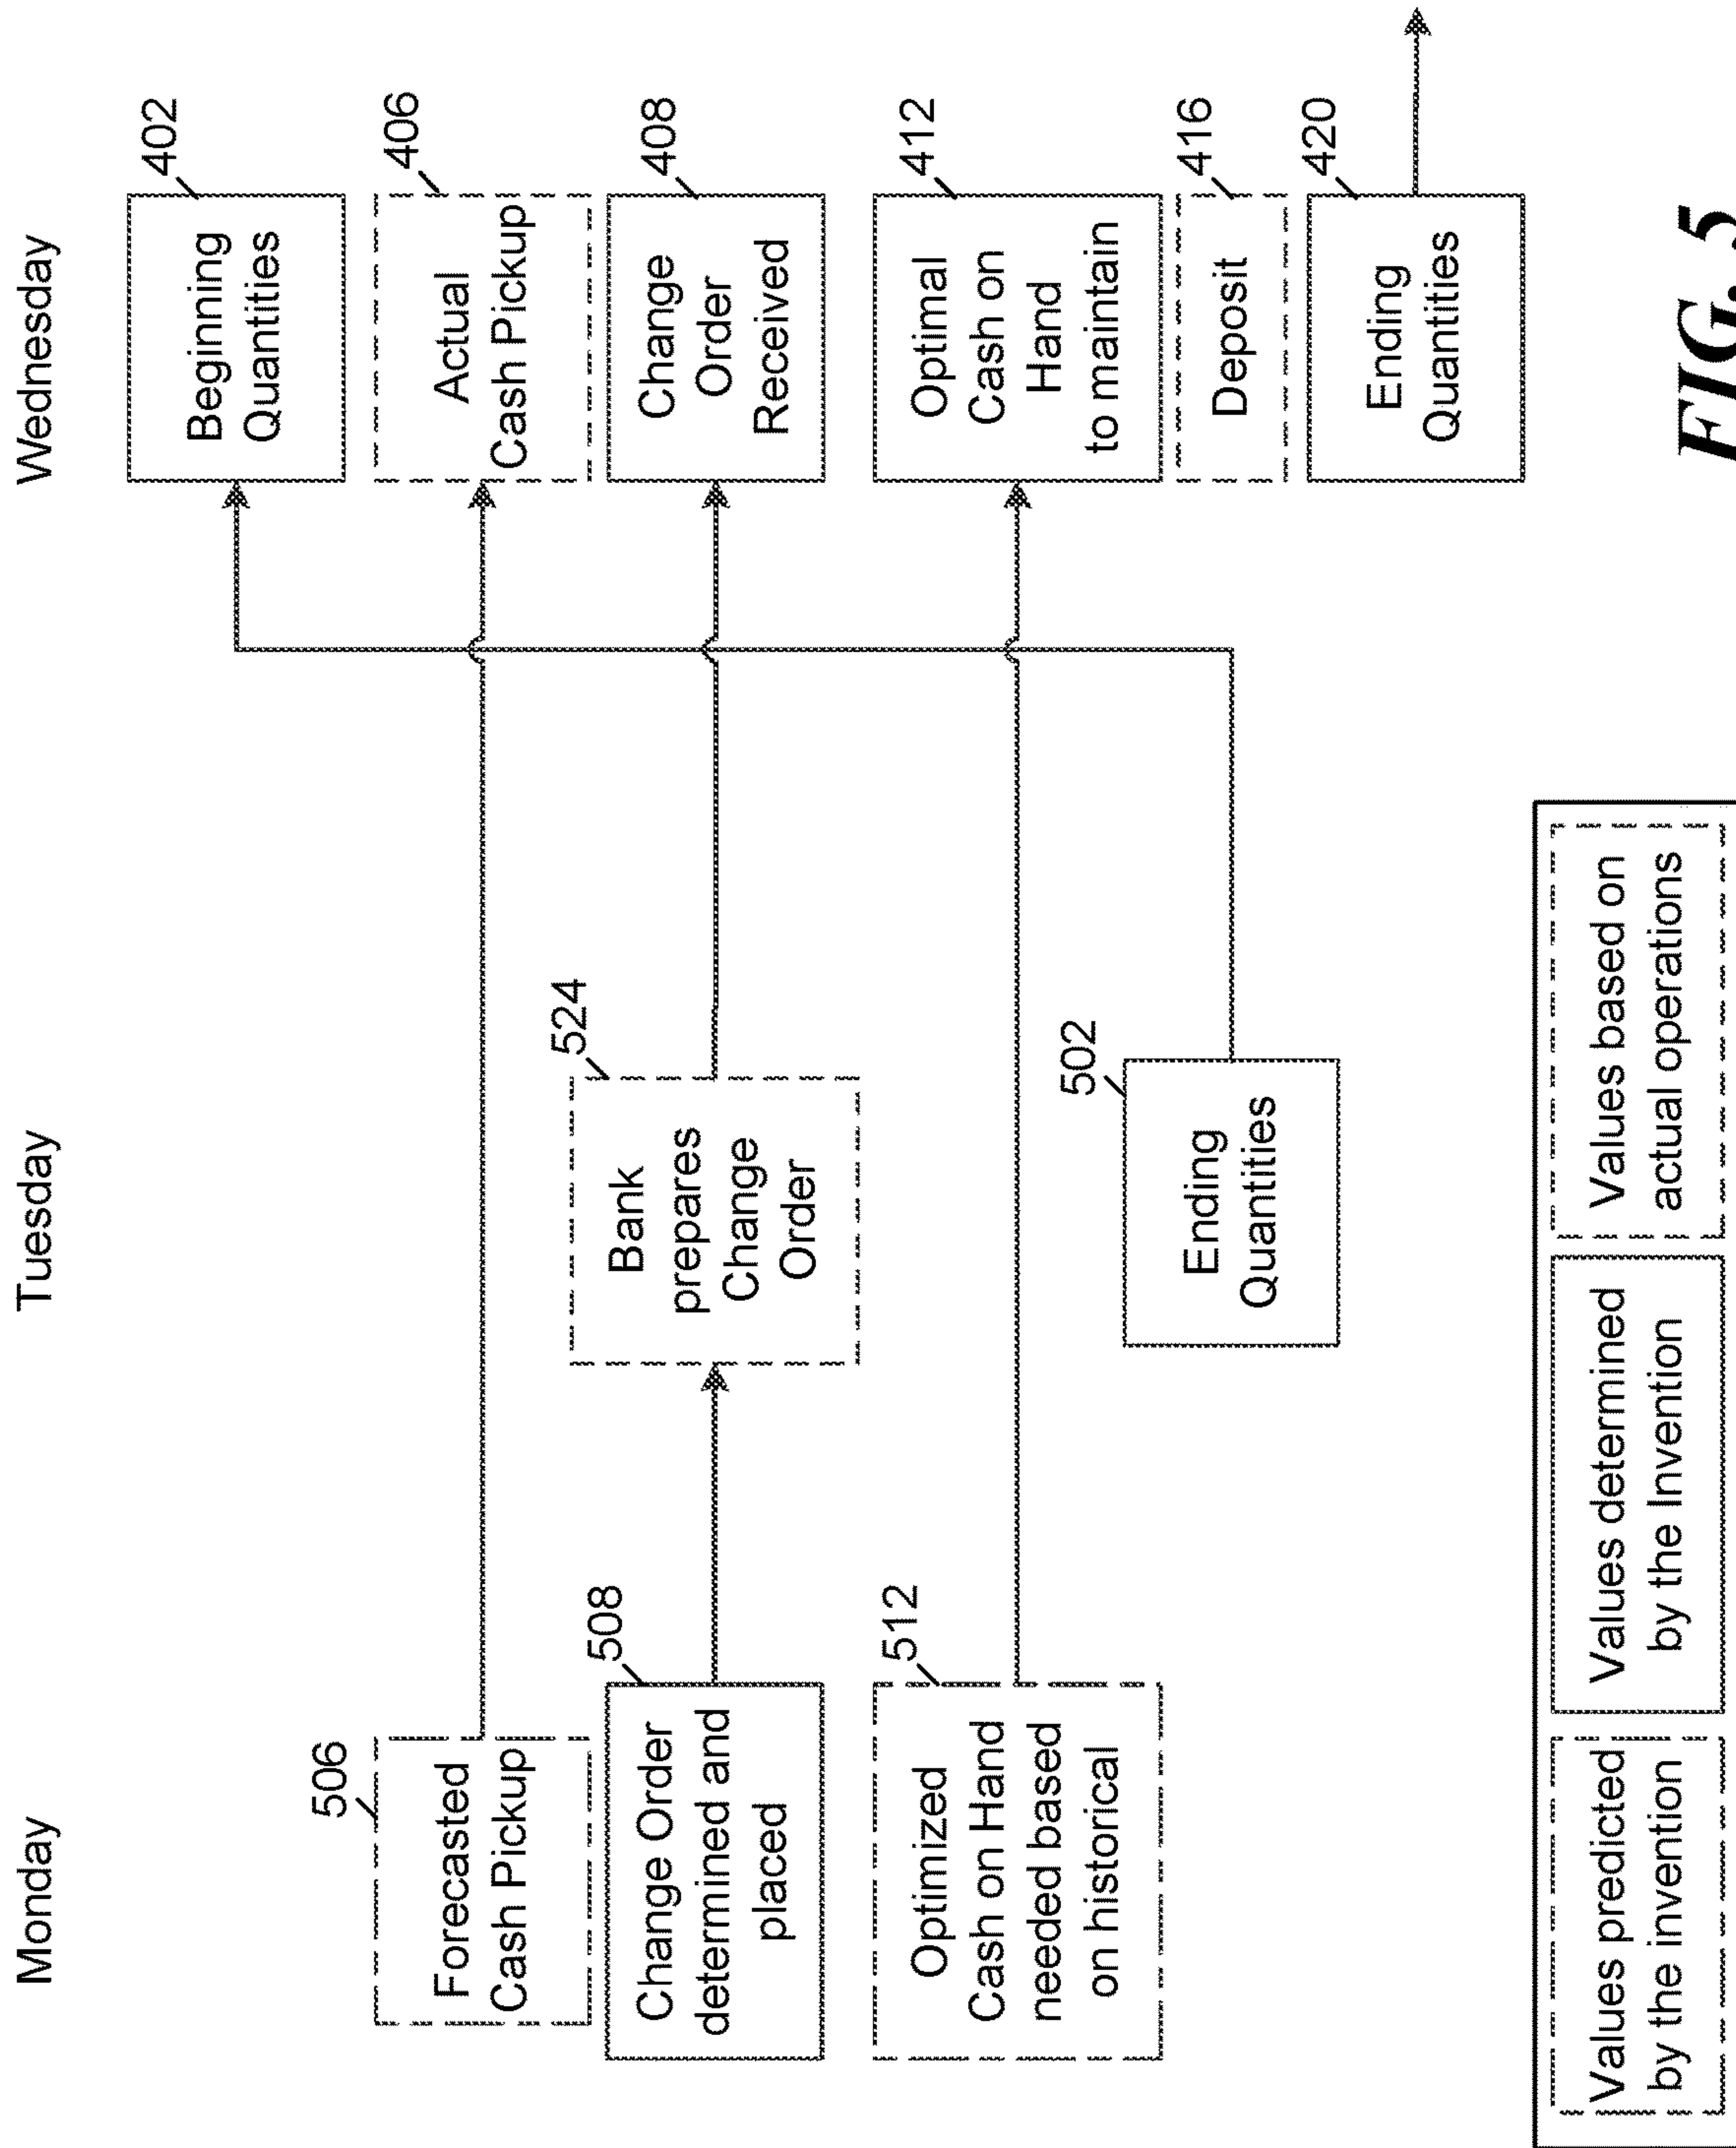 Monday
Tuesday
Wednesday
506
Forecasted
Cash Pickup
508
Change Order
determined and
placed
512
Optimized
Cash on Hand
needed based
on historical
524
Bank
prepares
Change
Order
502
Ending
Quantities
402
Beginning
Quantities
406
Actual
Cash Pickup
408
Change
Order
Received
412
Optimal
Cash on
Hand
to maintain
416
Deposit
420
Ending
Quantities
Values predicted
by the invention
Values determined
by the Invention
Values based on
actual operations
FIG. 5